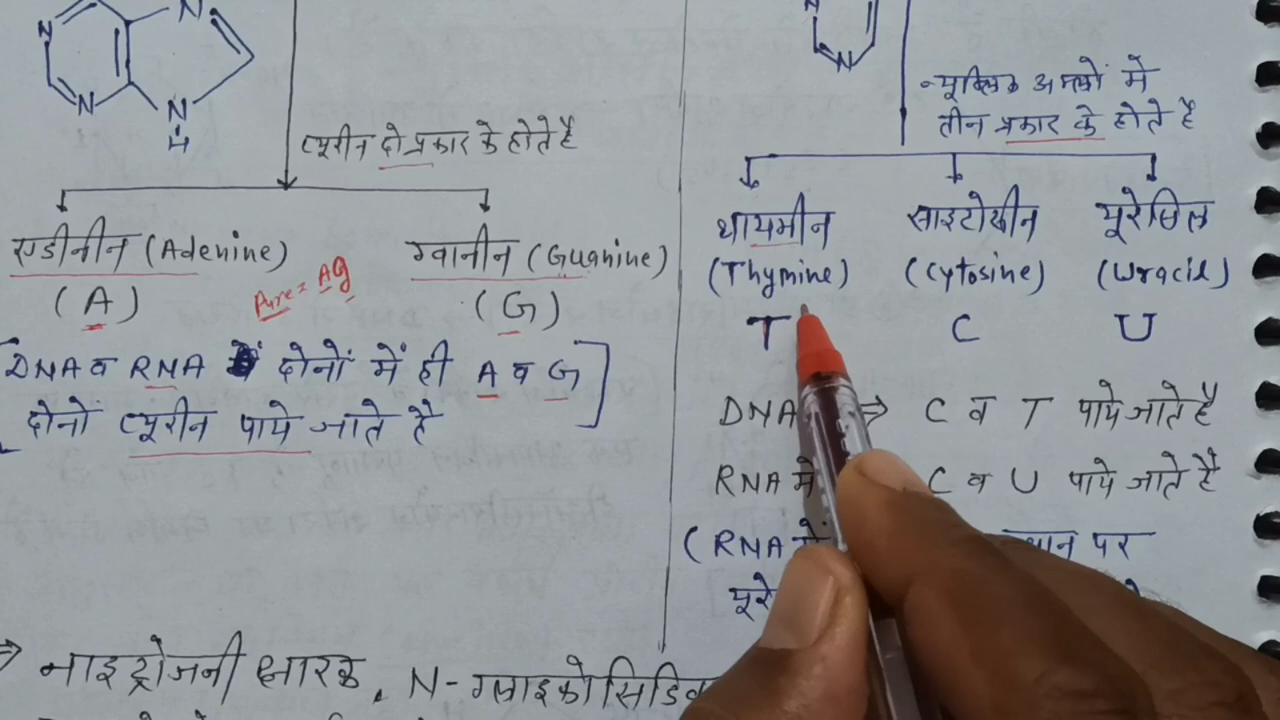 N
N
N
N
H
N
प्यूरीन दो प्रकार के होते है
एडीनीन (Adenine)
(A)
Pure = Ag
ग्वानीन (Guanine)
(G)
DNA व RNA में दोनों में ही A व G
दोनो प्यूरीन पाये जाते है
न्यूक्लिक अम्लों में
तीन प्रकार के होते है
थायमीन
(Thymine)
T
साइटोसीन
(Cytosine)
C
यूरेसिल
(Uracil)
U
DNA ⇒ C व T पाये जाते है
RNA मे C व U पाये जाते है
(RNA में स्थान पर
⇒ नाइट्रोजनी क्षारक, N-ग्लाइकोसिडिक